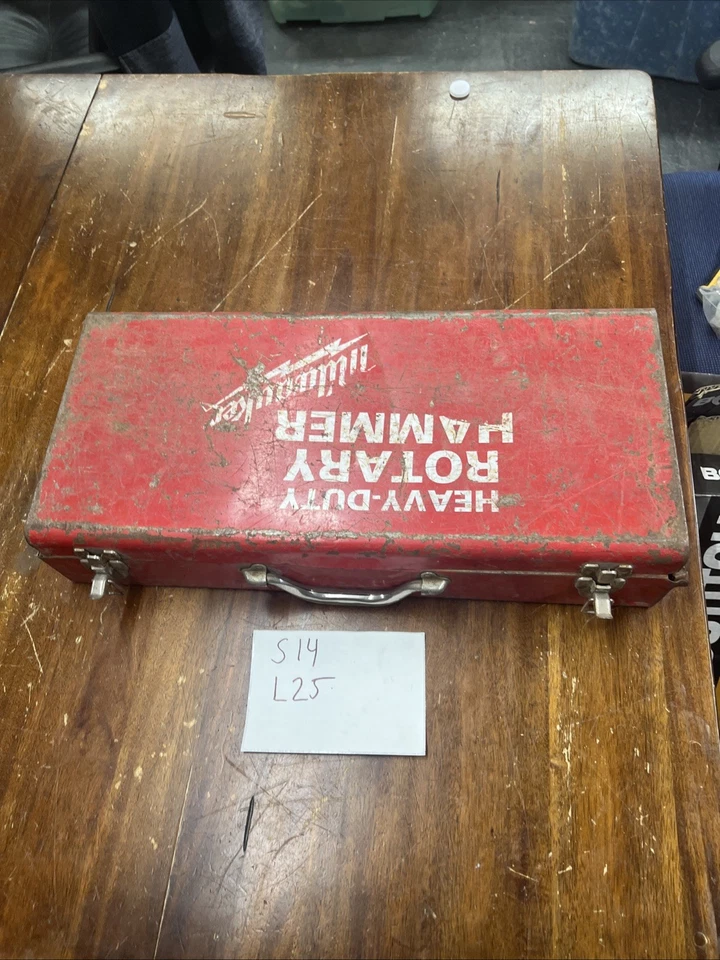 Milwaukee
HEAVY-DUTY
ROTARY
HAMMER
S14
L25